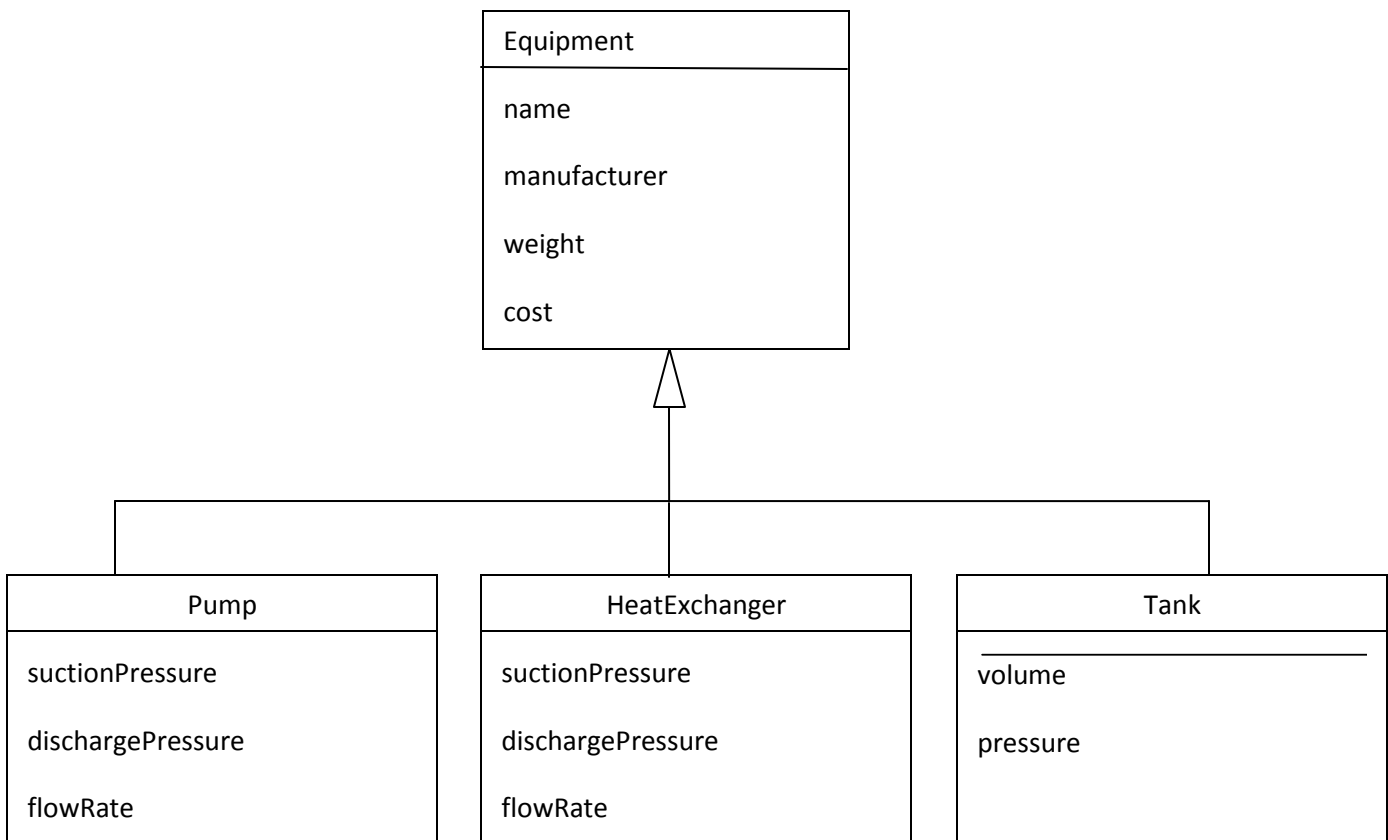 Equipment
name
manufacturer
weight
cost
Pump
suctionPressure
dischargePressure
flowRate
HeatExchanger
suctionPressure
dischargePressure
flowRate
Tank
volume
pressure